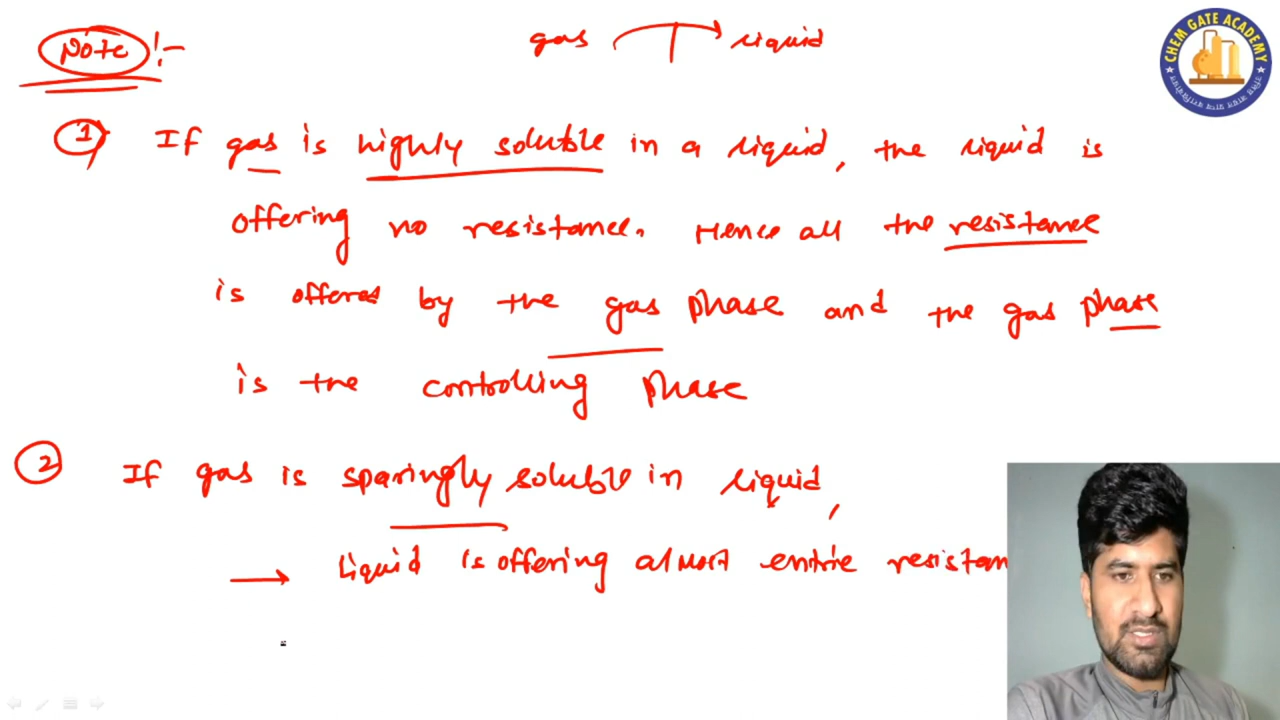 Note :-
gas liquid
1 If gas is highly soluble in a liquid, the liquid is
offering no resistance. Hence all the resistance
is offered by the gas phase and the gas phase
is the controlling phase
2 If gas is sparingly soluble in liquid,
→ liquid is offering almost entire resistan
CHEM GATE ACADEMY